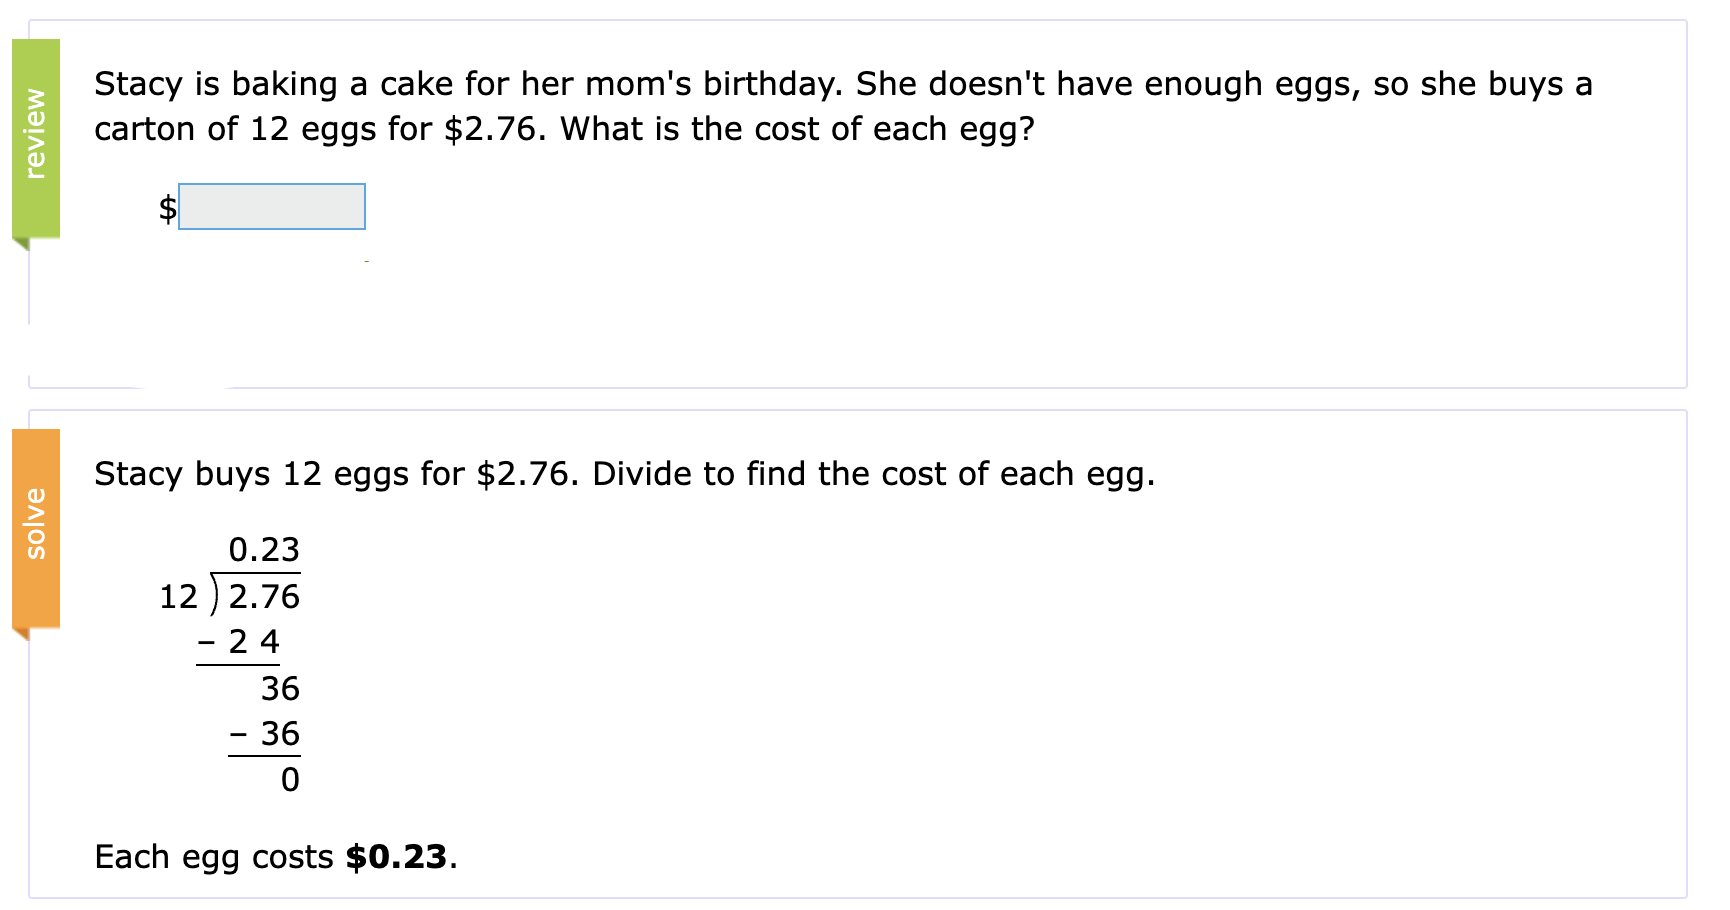 review
Stacy is baking a cake for her mom's birthday. She doesn't have enough eggs, so she buys a
carton of 12 eggs for $2.76. What is the cost of each egg?
$
solve
Stacy buys 12 eggs for $2.76. Divide to find the cost of each egg.
0.23
12 ) 2.76
– 2 4
36
– 36
0
Each egg costs $0.23.